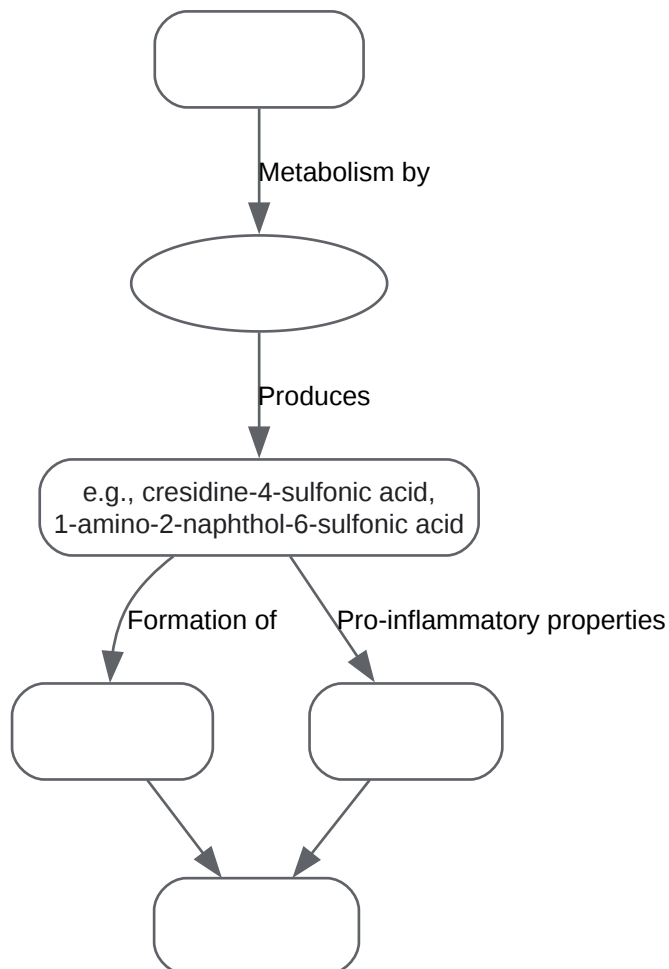 Metabolism by
Produces
e.g., cresidine-4-sulfonic acid,
1-amino-2-naphthol-6-sulfonic acid
Formation of
Pro-inflammatory properties